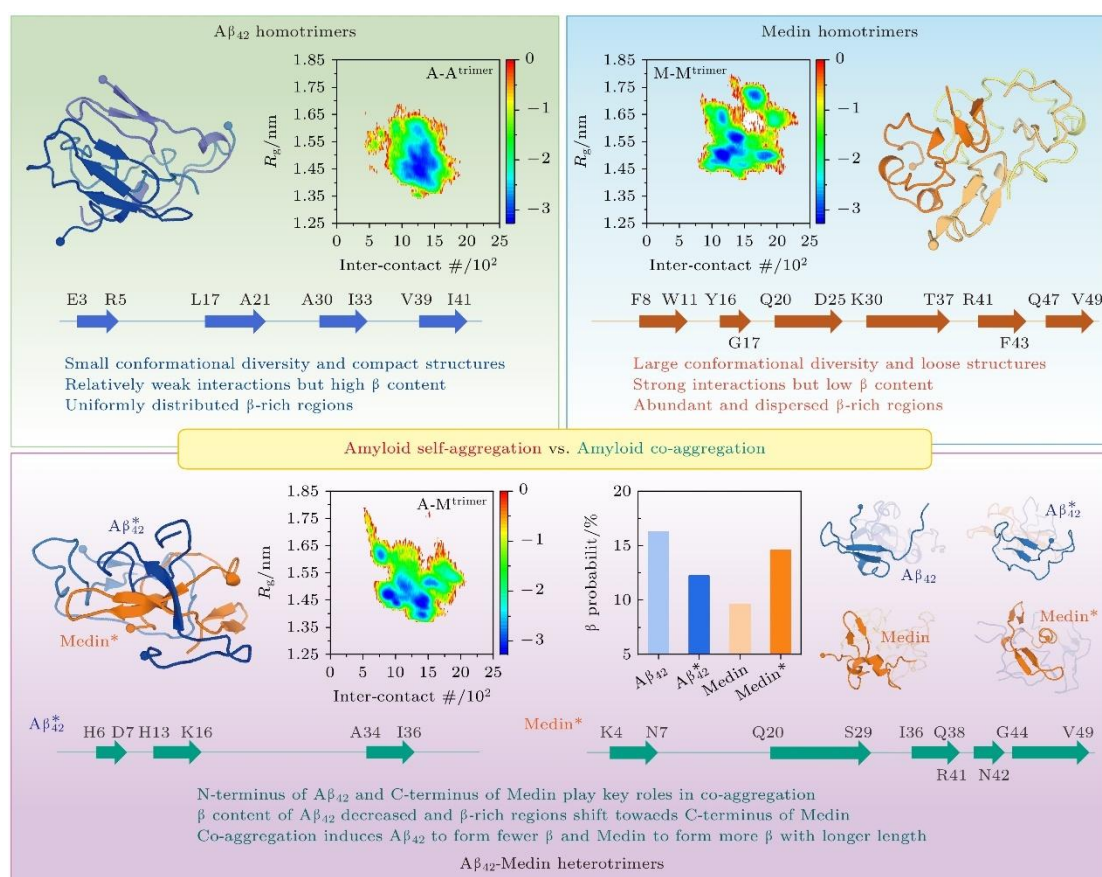 Aβ₄₂ homotrimers
1.85
1.75
1.65
1.55
1.45
1.35
1.25
Rg/nm
A-A^trimer
0
−1
−2
−3
0 5 10 15 20 25
Inter-contact #/10²
E3 R5 L17 A21 A30 I33 V39 I41
Small conformational diversity and compact structures
Relatively weak interactions but high β content
Uniformly distributed β-rich regions
Medin homotrimers
1.85
1.75
1.65
1.55
1.45
1.35
1.25
Rg/nm
M-M^trimer
0
−1
−2
−3
0 5 10 15 20 25
Inter-contact #/10²
F8 W11 Y16 Q20 D25 K30 T37 R41 Q47 V49
G17 F43
Large conformational diversity and loose structures
Strong interactions but low β content
Abundant and dispersed β-rich regions
Amyloid self-aggregation vs. Amyloid co-aggregation
Aβ*₄₂
Medin*
1.85
1.75
1.65
1.55
1.45
1.35
1.25
Rg/nm
A-M^trimer
0
−1
−2
−3
0 5 10 15 20 25
Inter-contact #/10²
20
15
10
5
β probability/%
Aβ₄₂ Aβ*₄₂ Medin Medin*
Aβ₄₂
Aβ*₄₂
Medin
Medin*
Aβ*₄₂
H6 D7 H13 K16 A34 I36
Medin*
K4 N7 Q20 S29 I36 Q38 G44 V49
R41 N42
N-terminus of Aβ₄₂ and C-terminus of Medin play key roles in co-aggregation
β content of Aβ₄₂ decreased and β-rich regions shift towaeds C-terminus of Medin
Co-aggregation induces Aβ₄₂ to form fewer β and Medin to form more β with longer length
Aβ₄₂-Medin heterotrimers